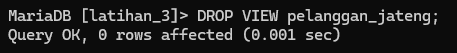 MariaDB [latihan_3]> DROP VIEW pelanggan_jateng;
Query OK, 0 rows affected (0.001 sec)